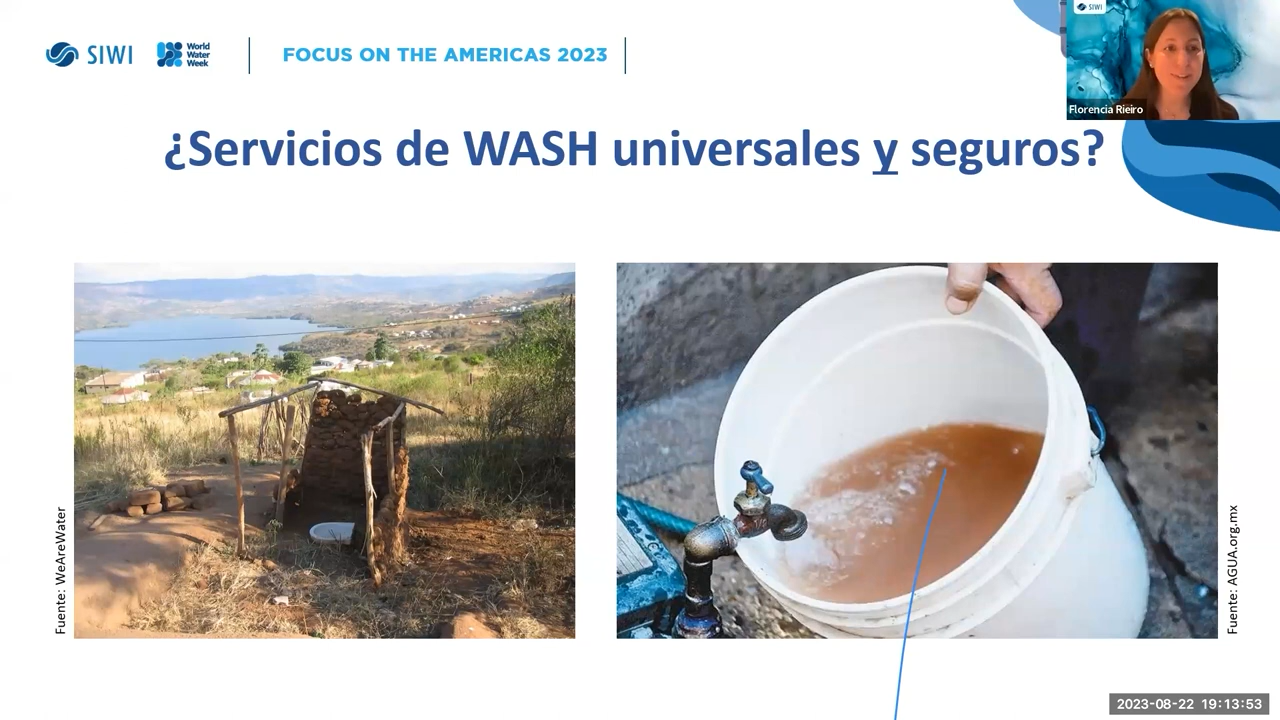 SIWI
World
Water
Week
FOCUS ON THE AMERICAS 2023
SIWI
Florencia Rieiro
¿Servicios de WASH universales y seguros?
Fuente: WeAreWater
Fuente: AGUA.org.mx
2023-08-22 19:13:53